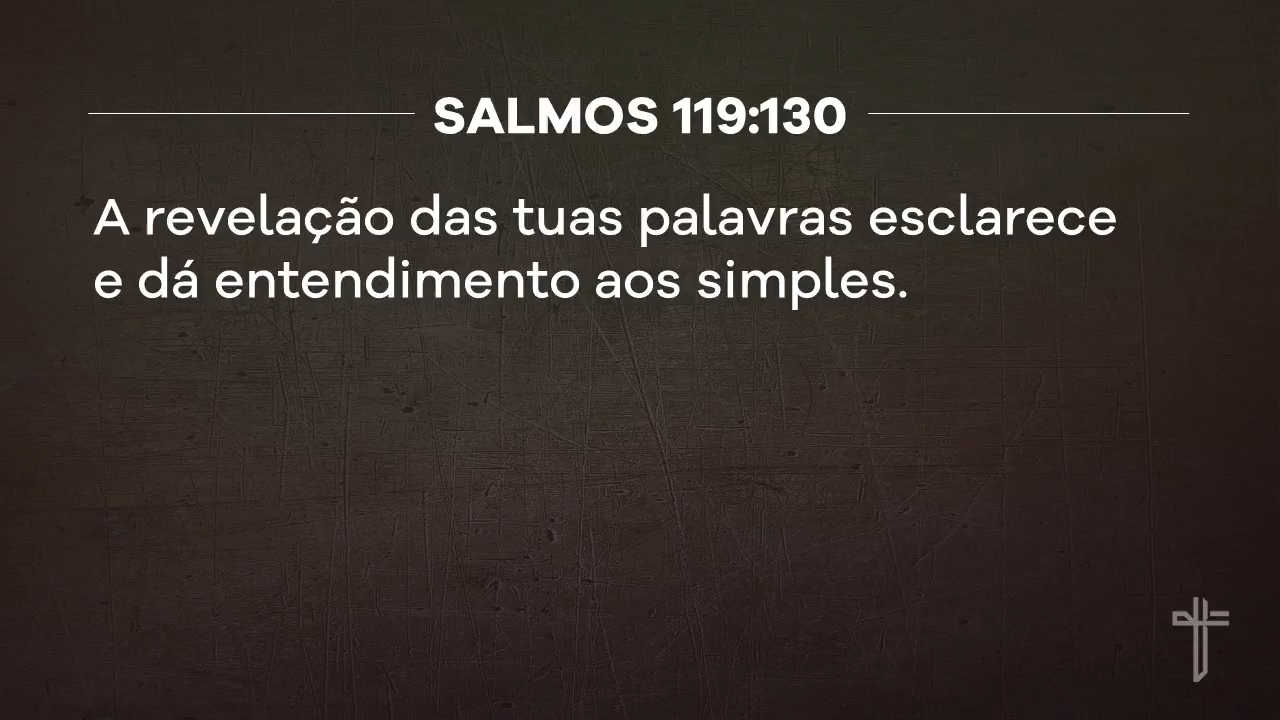 SALMOS 119:130
A revelação das tuas palavras esclarece
e dá entendimento aos simples.